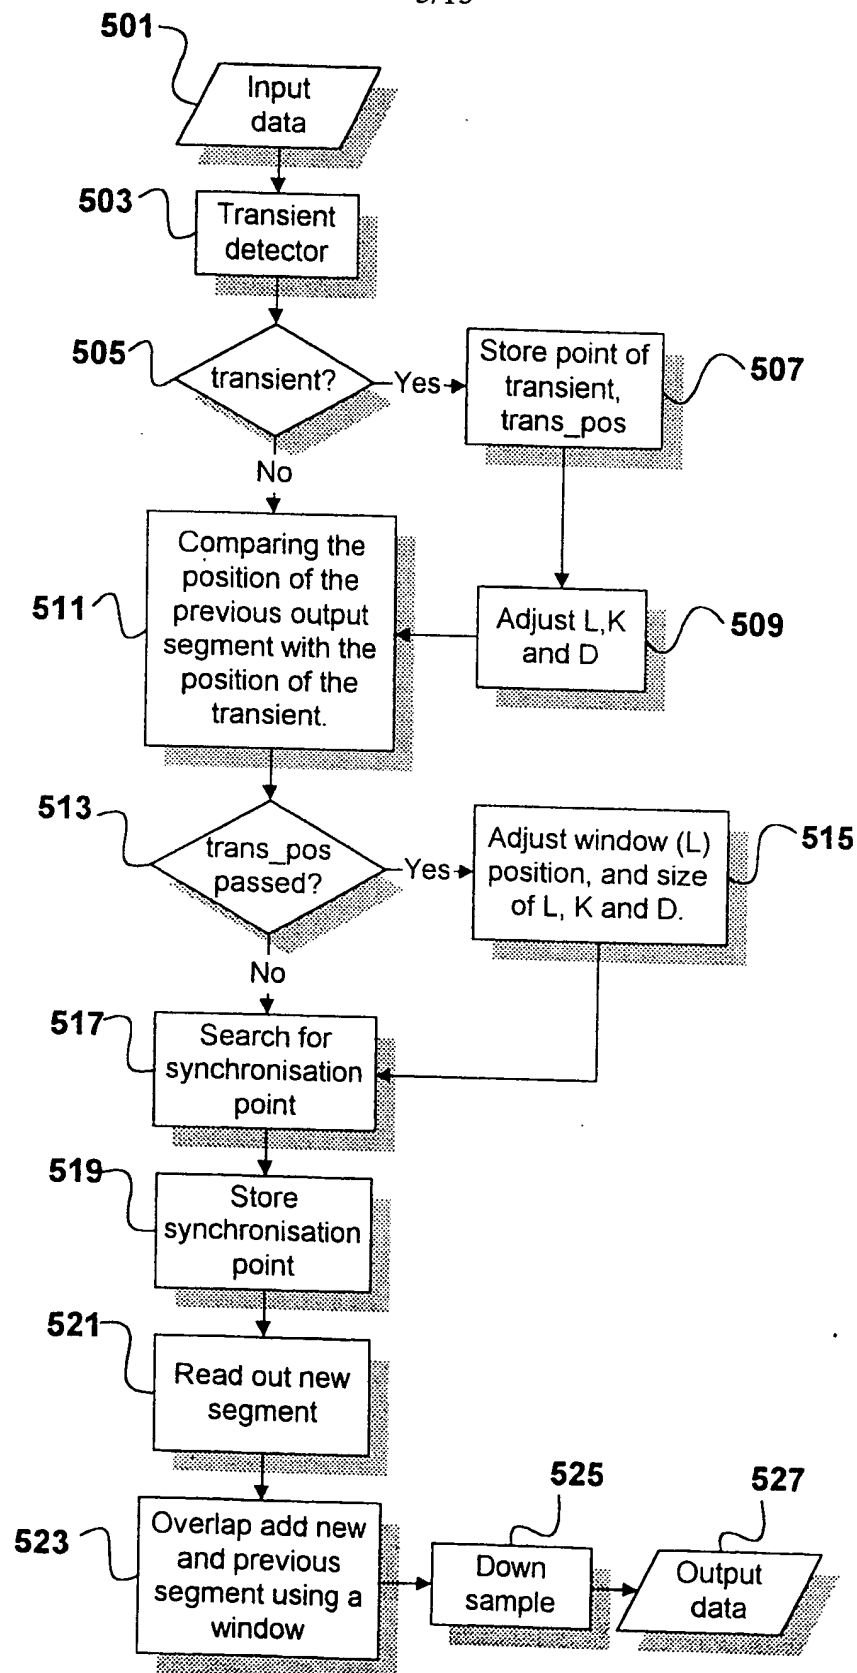 501
Input
data
503
Transient
detector
505
transient?
Yes
Store point of
transient,
trans_pos
507
No
511
Comparing the
position of the
previous output
segment with the
position of the
transient.
Adjust L,K
and D
509
513
trans_pos
passed?
Yes
Adjust window (L)
position, and size
of L, K and D.
515
No
517
Search for
synchronisation
point
519
Store
synchronisation
point
521
Read out new
segment
523
Overlap add new
and previous
segment using a
window
525
Down
sample
527
Output
data